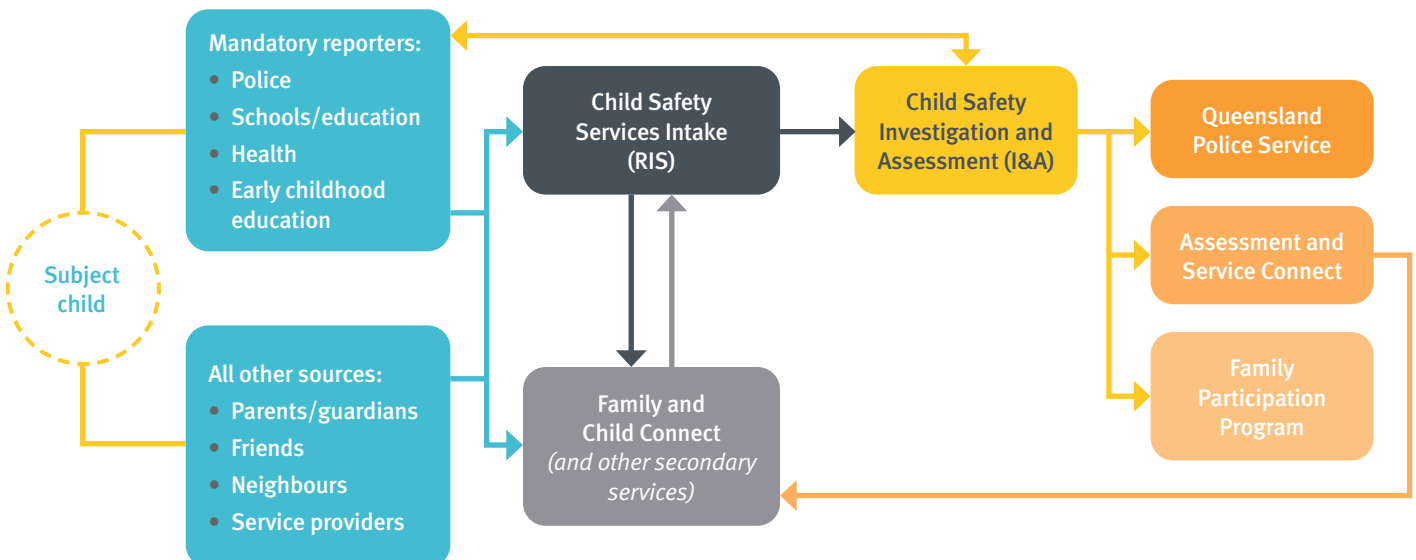 Subject
child
Mandatory reporters:
• Police
• Schools/education
• Health
• Early childhood
education
All other sources:
• Parents/guardians
• Friends
• Neighbours
• Service providers
Child Safety
Services Intake
(RIS)
Family and
Child Connect
(and other secondary
services)
Child Safety
Investigation and
Assessment (I&A)
Queensland
Police Service
Assessment and
Service Connect
Family
Participation
Program